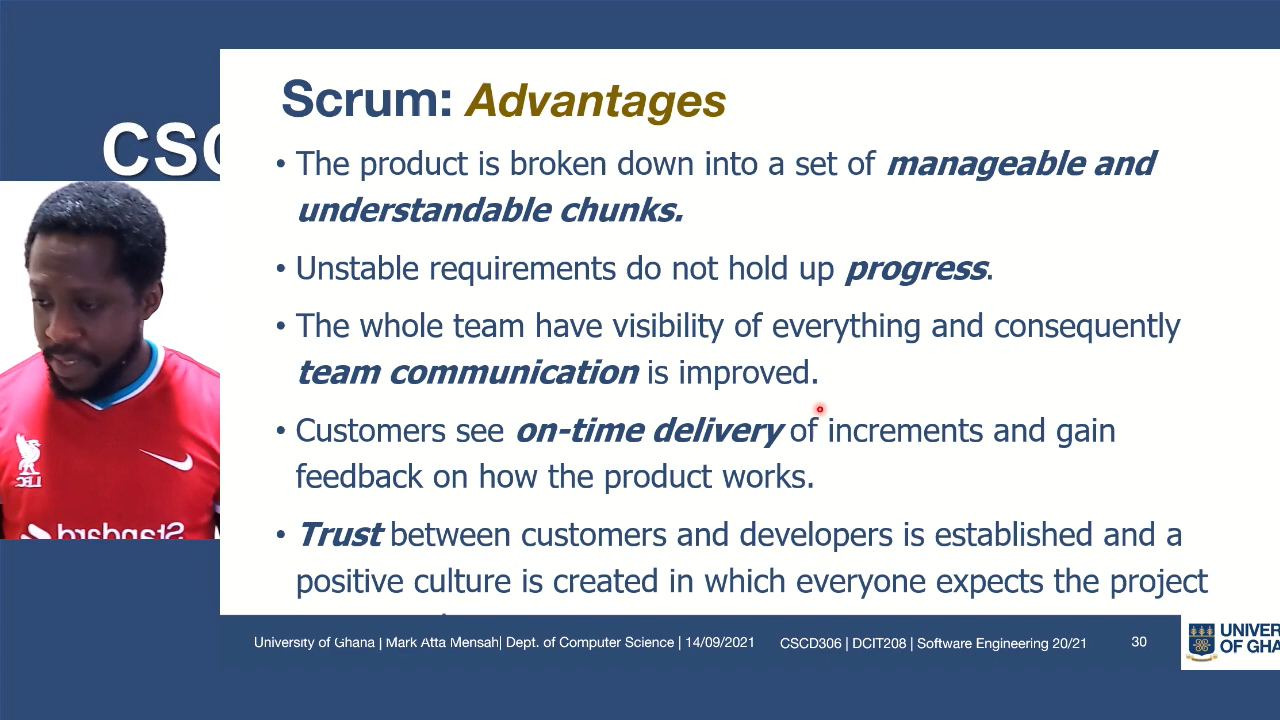 Scrum: Advantages
CSC
• The product is broken down into a set of manageable and
understandable chunks.
• Unstable requirements do not hold up progress.
• The whole team have visibility of everything and consequently
team communication is improved.
• Customers see on-time delivery of increments and gain
feedback on how the product works.
• Trust between customers and developers is established and a
positive culture is created in which everyone expects the project
LFC
Standard
University of Ghana | Mark Atta Mensah| Dept. of Computer Science | 14/09/2021
CSCD306 | DCIT208 | Software Engineering 20/21
30
UNIVER
OF GHA